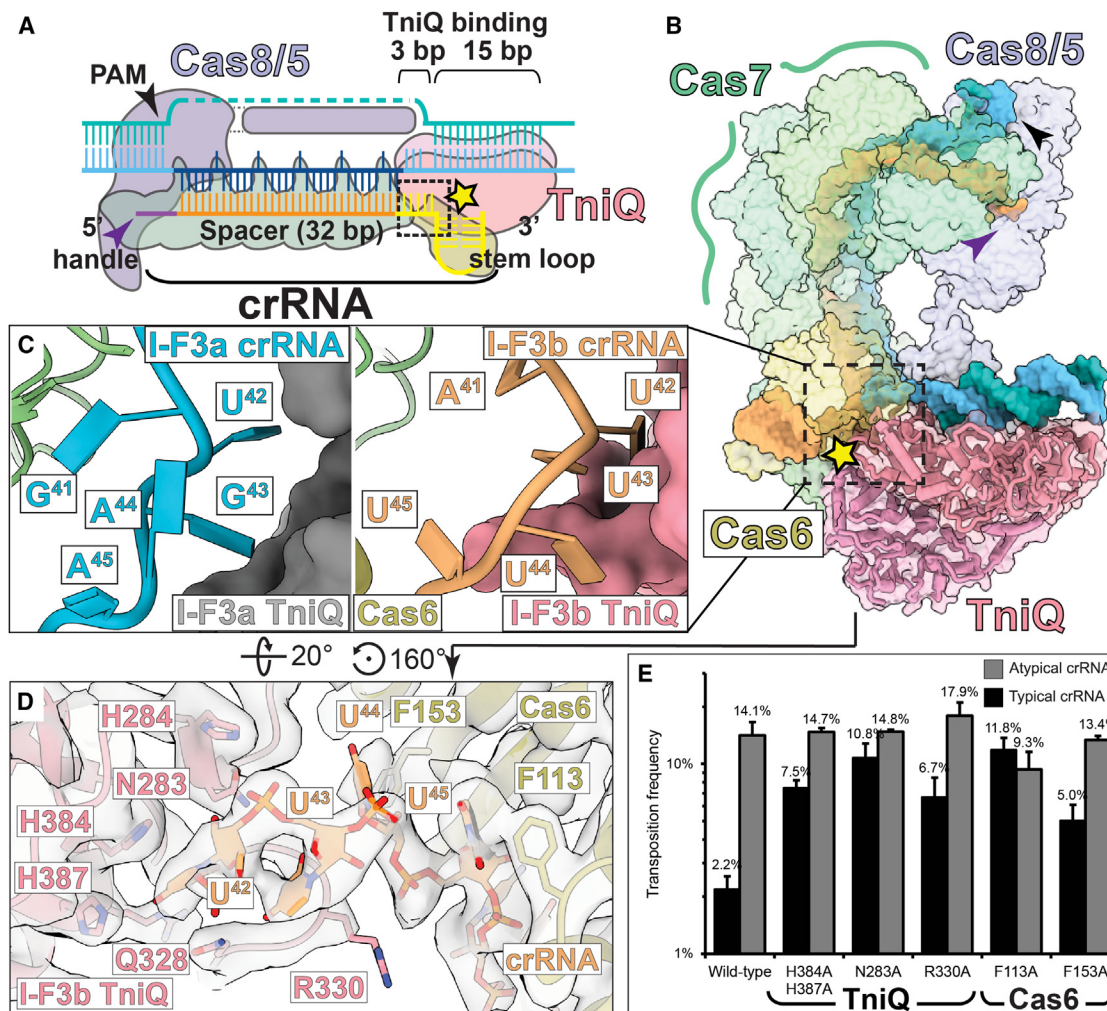 A
TniQ binding
3 bp 15 bp
Cas8/5
PAM
TniQ
5’
handle
Spacer (32 bp)
3’
stem loop
crRNA
B
Cas7
Cas8/5
Cas6
TniQ
C
I-F3a crRNA
U42
G41
A44
G43
A45
I-F3a TniQ
I-F3b crRNA
A41
U42
U43
U45
U44
Cas6
I-F3b TniQ
20° 160°
D
H284
N283
H384
H387
Q328
I-F3b TniQ
U44
F153
Cas6
F113
U43
U45
U42
R330
crRNA
E
Atypical crRNA
Typical crRNA
Transposition frequency
10%
1%
2.2%
14.1%
7.5%
14.7%
10.8%
14.8%
6.7%
17.9%
11.8%
9.3%
5.0%
13.4%
Wild-type
H384A
H387A
N283A
R330A
F113A
F153A
TniQ
Cas6